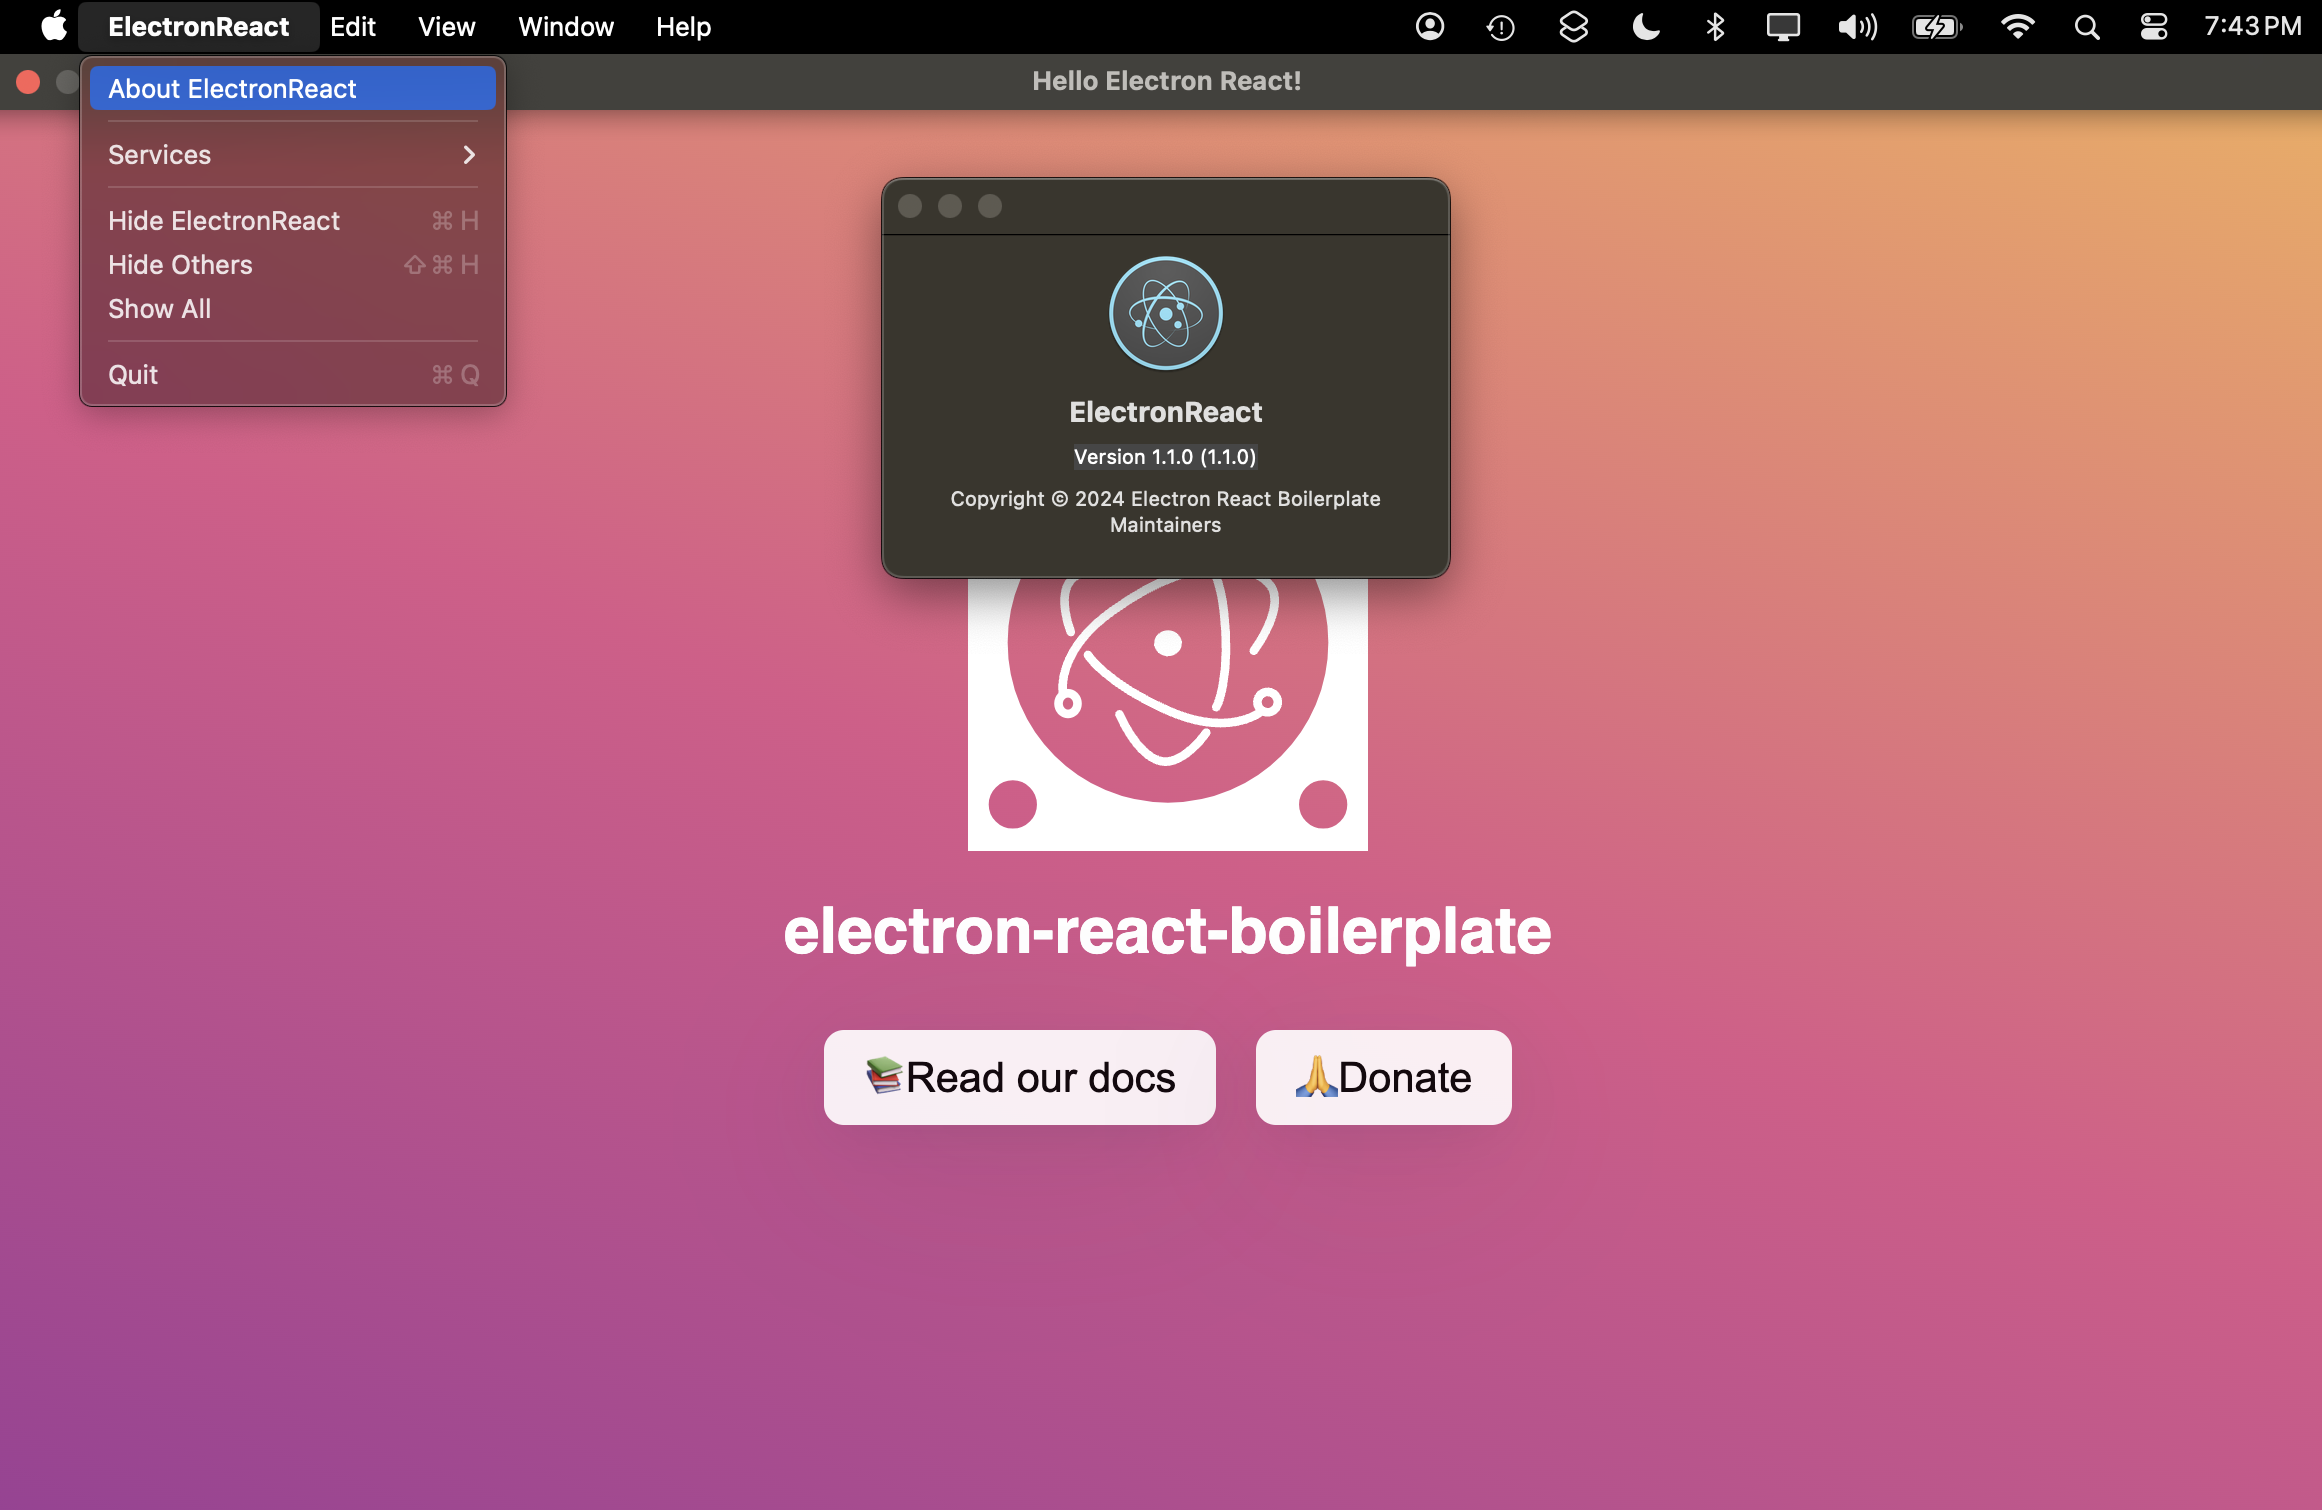 ElectronReact Edit View Window Help 7:43 PM
Hello Electron React!
About ElectronReact
Services
Hide ElectronReact ⌘ H
Hide Others ⇧ ⌘ H
Show All
Quit ⌘ Q
ElectronReact
Version 1.1.0 (1.1.0)
Copyright © 2024 Electron React Boilerplate
Maintainers
electron-react-boilerplate
📚Read our docs
🙏Donate